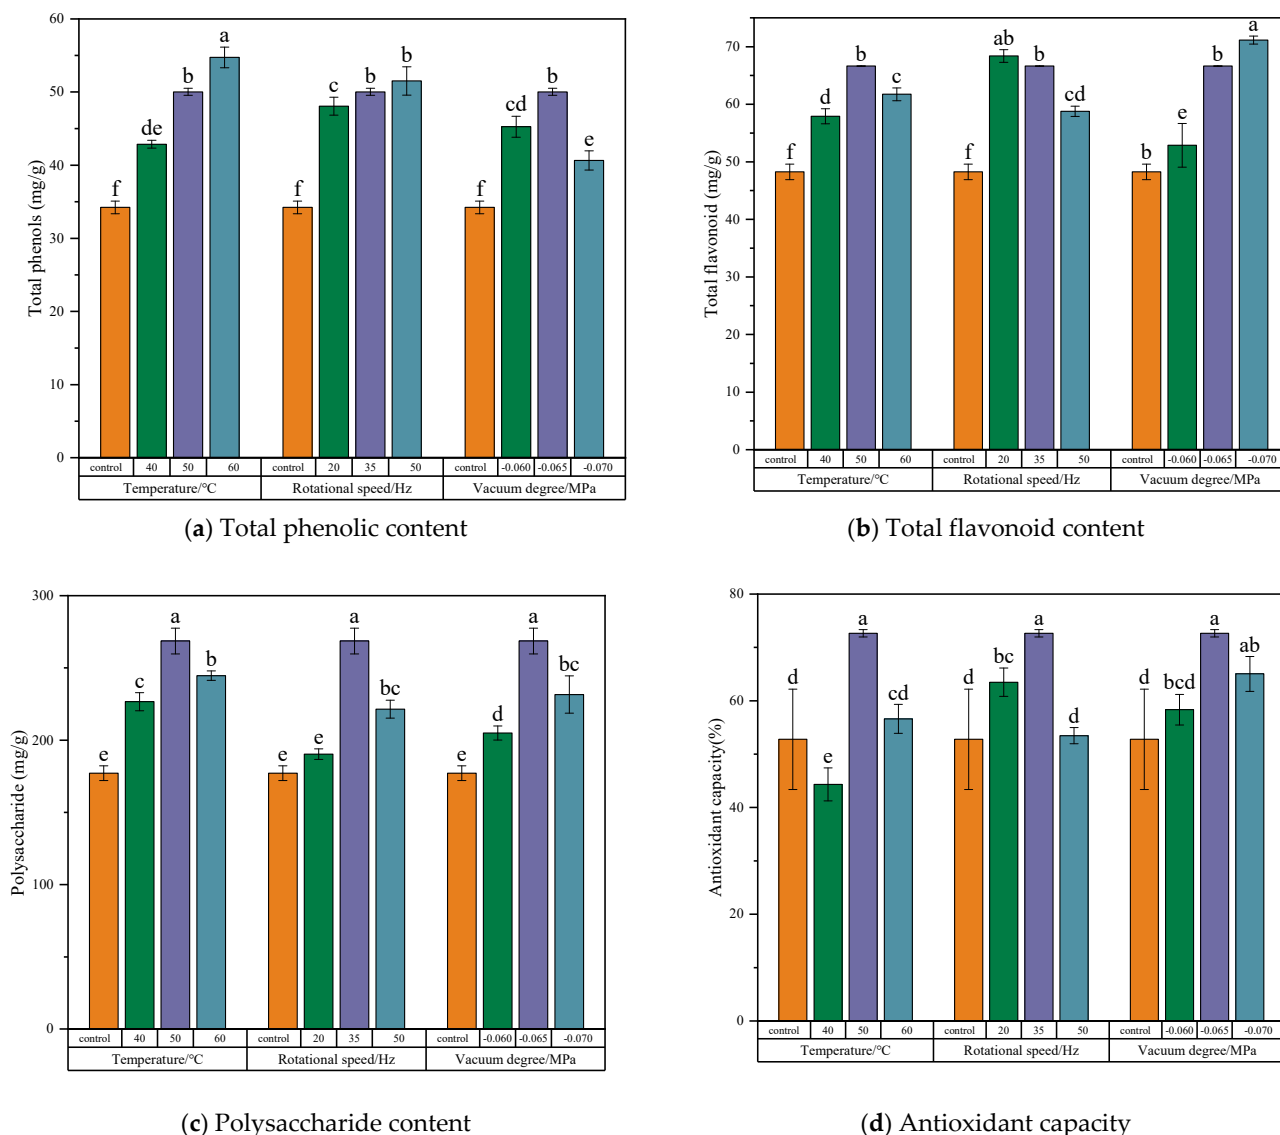 60
50
40
30
20
10
0
Total phenols (mg/g)
f
de
b
a
f
c
b
b
f
cd
b
e
control 40 50 60 control 20 35 50 control -0.060 -0.065 -0.070
Temperature/°C Rotational speed/Hz Vacuum degree/MPa
(a) Total phenolic content
70
60
50
40
30
20
10
0
Total flavonoid (mg/g)
f
d
b
c
f
ab
b
cd
b
e
b
a
control 40 50 60 control 20 35 50 control -0.060 -0.065 -0.070
Temperature/°C Rotational speed/Hz Vacuum degree/MPa
(b) Total flavonoid content
300
200
100
0
Polysaccharide (mg/g)
e
c
a
b
e
e
a
bc
e
d
a
bc
control 40 50 60 control 20 35 50 control -0.060 -0.065 -0.070
Temperature/°C Rotational speed/Hz Vacuum degree/MPa
(c) Polysaccharide content
80
60
40
20
0
Antioxidant capacity(%)
d
e
a
cd
d
bc
a
d
d
bcd
a
ab
control 40 50 60 control 20 35 50 control -0.060 -0.065 -0.070
Temperature/°C Rotational speed/Hz Vacuum degree/MPa
(d) Antioxidant capacity